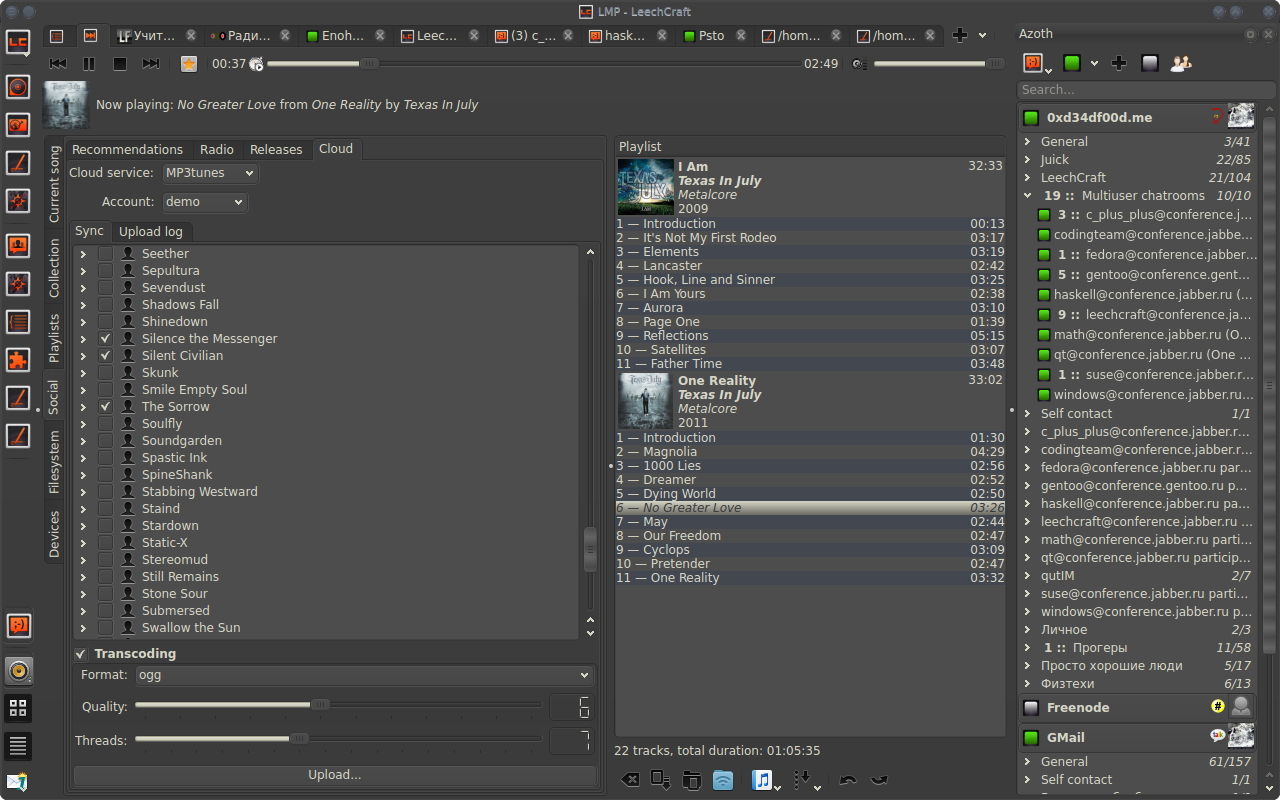 LMP - LeechCraft
Учит...
Ради...
Enoh...
Leec...
(3) c_...
hask...
Psto
/hom...
/hom...
00:37
02:49
Now playing: No Greater Love from One Reality by Texas In July
Current song
Collection
Playlists
Social
Filesystem
Devices
Recommendations
Radio
Releases
Cloud
Cloud service:
MP3tunes
Account:
demo
Sync
Upload log
Seether
Sepultura
Sevendust
Shadows Fall
Shinedown
Silence the Messenger
Silent Civilian
Skunk
Smile Empty Soul
The Sorrow
Soulfly
Soundgarden
Spastic Ink
SpineShank
Stabbing Westward
Staind
Stardown
Static-X
Stereomud
Still Remains
Stone Sour
Submersed
Swallow the Sun
Transcoding
Format:
ogg
Quality:
Threads:
Upload...
Playlist
I Am 32:33
Texas In July
Metalcore
2009
1 — Introduction 00:13
2 — It's Not My First Rodeo 03:17
3 — Elements 03:19
4 — Lancaster 02:42
5 — Hook, Line and Sinner 03:25
6 — I Am Yours 02:38
7 — Aurora 03:10
8 — Page One 01:39
9 — Reflections 05:15
10 — Satellites 03:07
11 — Father Time 03:48
One Reality 33:02
Texas In July
Metalcore
2011
1 — Introduction 01:30
2 — Magnolia 04:29
3 — 1000 Lies 02:56
4 — Dreamer 02:52
5 — Dying World 02:50
6 — No Greater Love 03:26
7 — May 02:44
8 — Our Freedom 02:47
9 — Cyclops 03:09
10 — Pretender 02:47
11 — One Reality 03:32
22 tracks, total duration: 01:05:35
Azoth
Search...
0xd34df00d.me
General 3/41
Juick 22/85
LeechCraft 21/104
19 :: Multiuser chatrooms 10/10
3 :: c_plus_plus@conference.j...
codingteam@conference.jabbe...
1 :: fedora@conference.jabber...
5 :: gentoo@conference.gent...
haskell@conference.jabber.ru (...
9 :: leechcraft@conference.ja...
math@conference.jabber.ru (O...
qt@conference.jabber.ru (One ...
1 :: suse@conference.jabber.r...
windows@conference.jabber.ru...
Self contact 1/1
c_plus_plus@conference.jabber.r...
codingteam@conference.jabber.r...
fedora@conference.jabber.ru par...
gentoo@conference.gentoo.ru p...
haskell@conference.jabber.ru pa...
leechcraft@conference.jabber.ru ...
math@conference.jabber.ru parti...
qt@conference.jabber.ru particip...
qutIM 2/7
suse@conference.jabber.ru parti...
windows@conference.jabber.ru p...
Личное 2/3
1 :: Прогеры 11/58
Просто хорошие люди 5/17
Физтехи 6/13
Freenode
GMail
General 61/157
Self contact 1/1